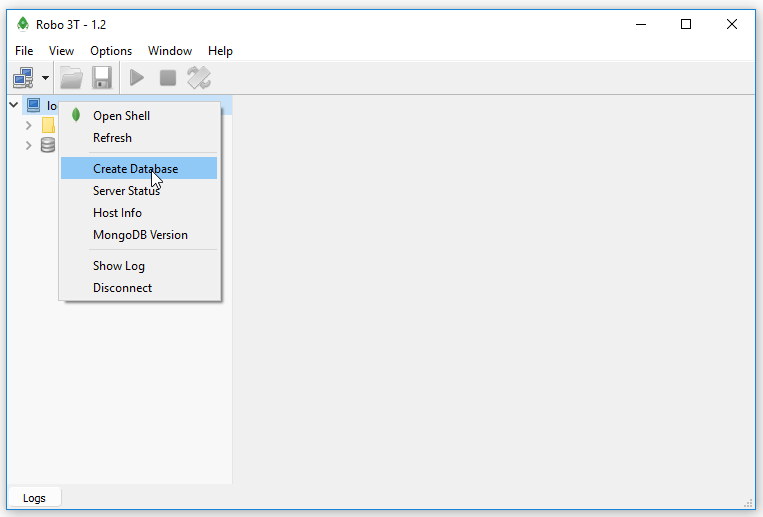 Robo 3T - 1.2
File View Options Window Help
lo
Open Shell
Refresh
Create Database
Server Status
Host Info
MongoDB Version
Show Log
Disconnect
Logs